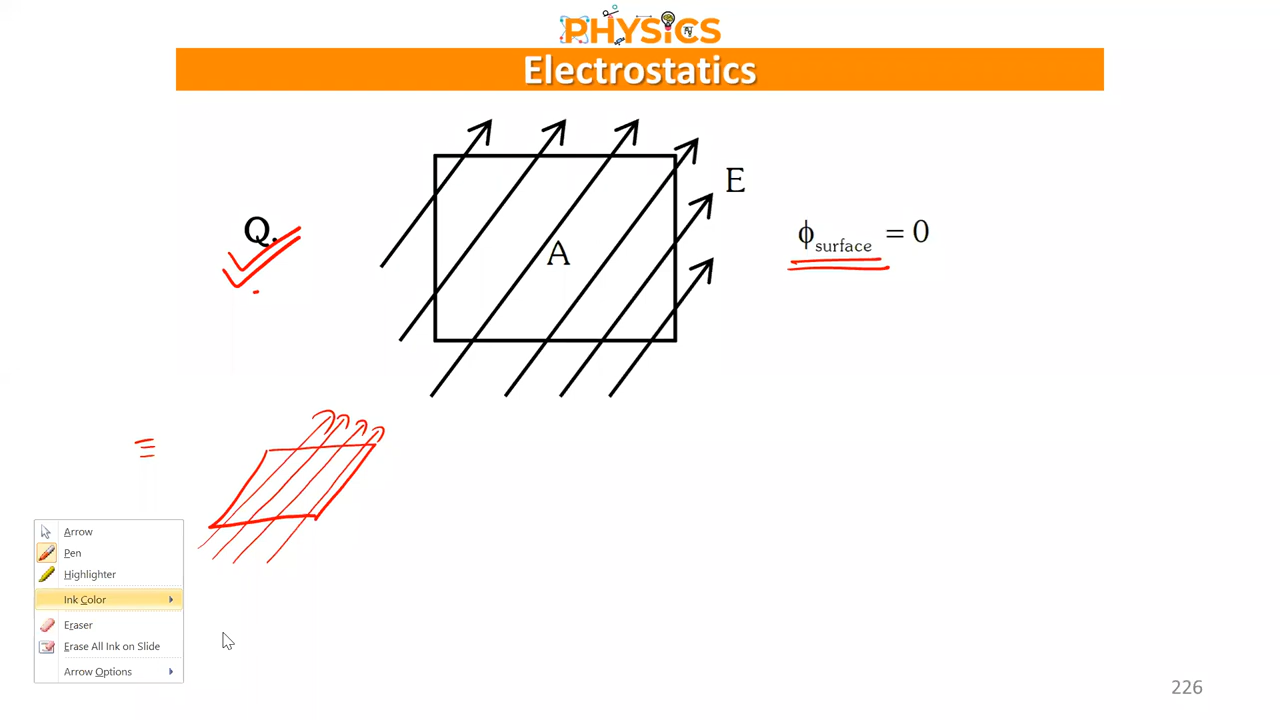 PHYSICS
Electrostatics
E
Q.
A
ϕsurface = 0
≡
Arrow
Pen
Highlighter
Ink Color
Eraser
Erase All Ink on Slide
Arrow Options
226